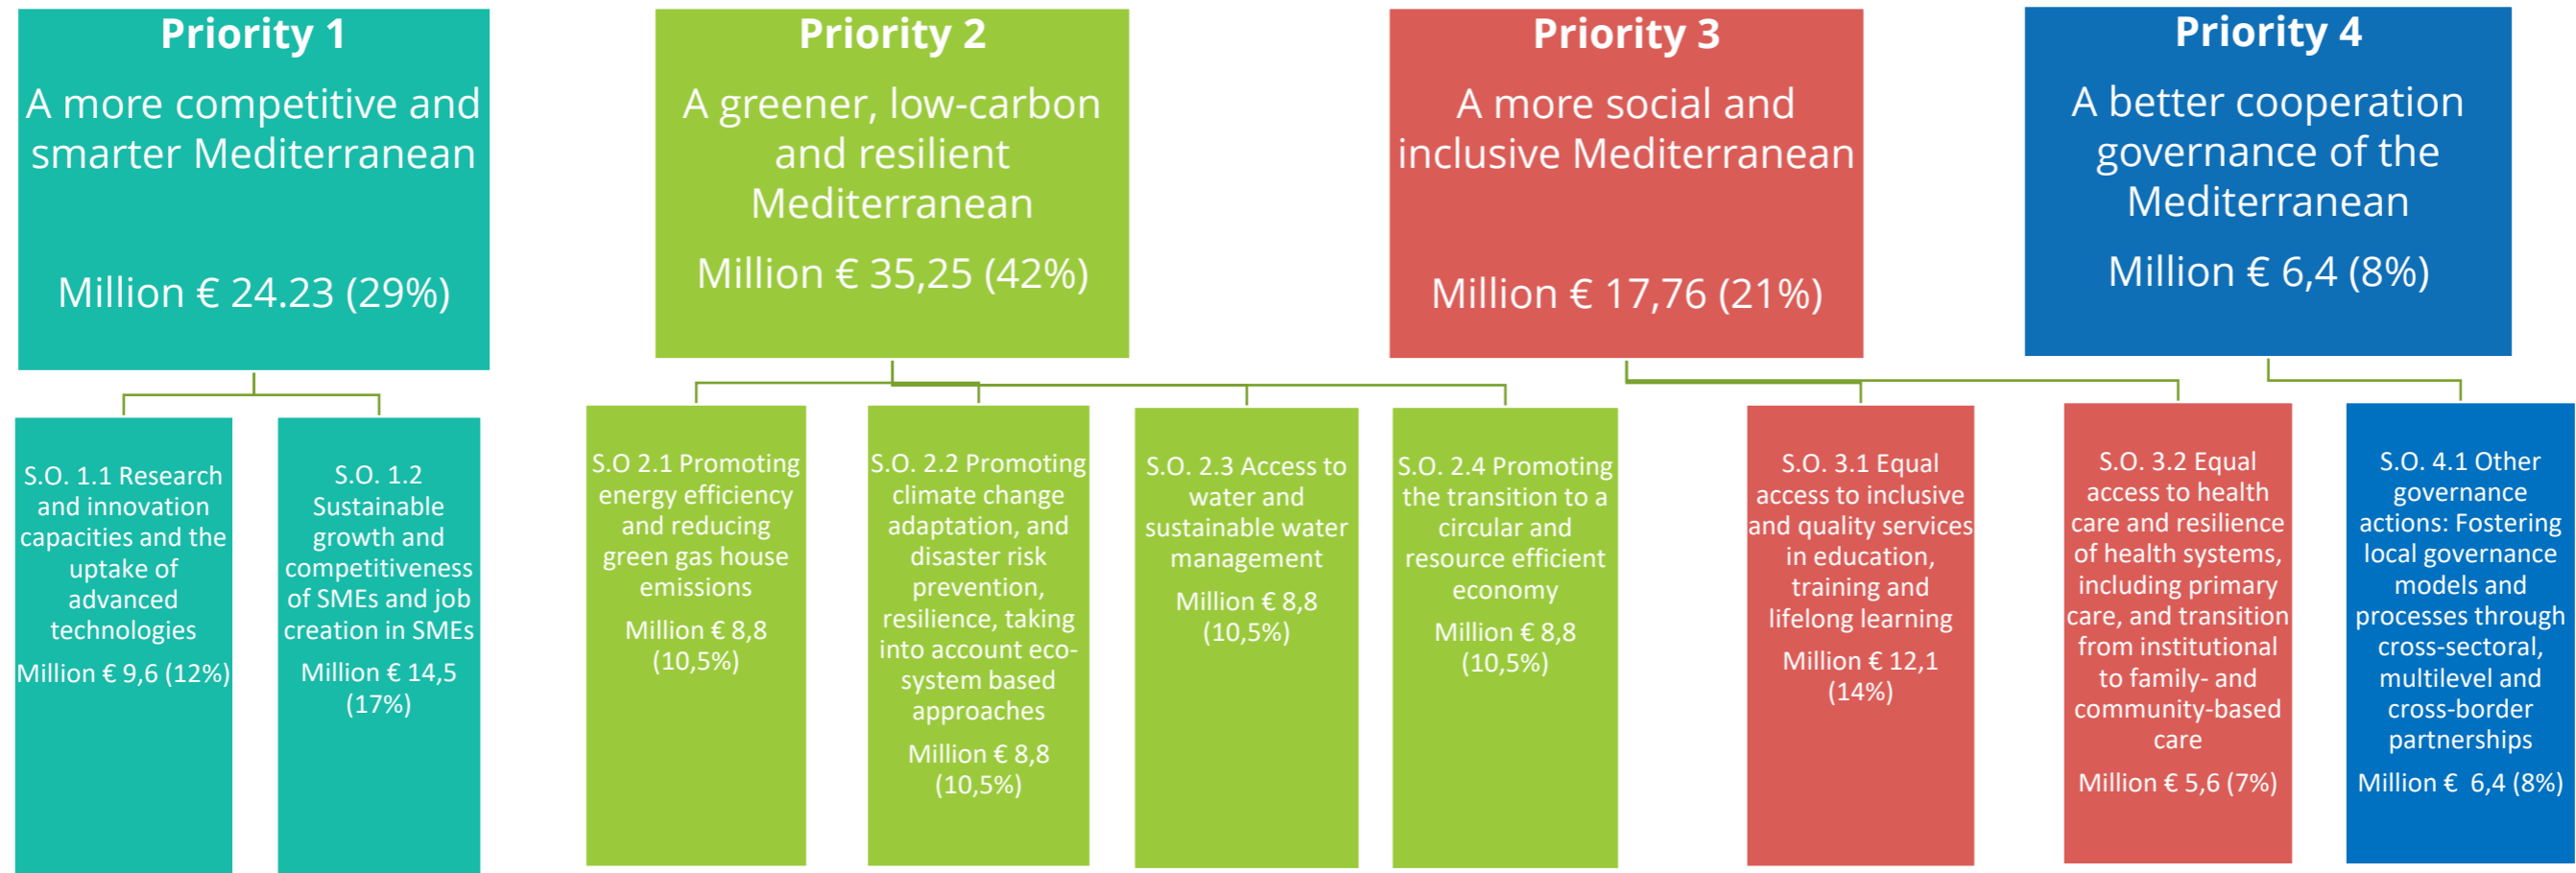 Priority 1
A more competitive and
smarter Mediterranean
Million € 24.23 (29%)
Priority 2
A greener, low-carbon
and resilient
Mediterranean
Million € 35,25 (42%)
Priority 3
A more social and
inclusive Mediterranean
Million € 17,76 (21%)
Priority 4
A better cooperation
governance of the
Mediterranean
Million € 6,4 (8%)
S.O. 1.1 Research
and innovation
capacities and the
uptake of
advanced
technologies
Million € 9,6 (12%)
S.O. 1.2
Sustainable
growth and
competitiveness
of SMEs and job
creation in SMEs
Million € 14,5
(17%)
S.O 2.1 Promoting
energy efficiency
and reducing
green gas house
emissions
Million € 8,8
(10,5%)
S.O. 2.2 Promoting
climate change
adaptation, and
disaster risk
prevention,
resilience, taking
into account eco-
system based
approaches
Million € 8,8
(10,5%)
S.O. 2.3 Access to
water and
sustainable water
management
Million € 8,8
(10,5%)
S.O. 2.4 Promoting
the transition to a
circular and
resource efficient
economy
Million € 8,8
(10,5%)
S.O. 3.1 Equal
access to inclusive
and quality services
in education,
training and
lifelong learning
Million € 12,1
(14%)
S.O. 3.2 Equal
access to health
care and resilience
of health systems,
including primary
care, and transition
from institutional
to family- and
community-based
care
Million € 5,6 (7%)
S.O. 4.1 Other
governance
actions: Fostering
local governance
models and
processes through
cross-sectoral,
multilevel and
cross-border
partnerships
Million €  6,4 (8%)